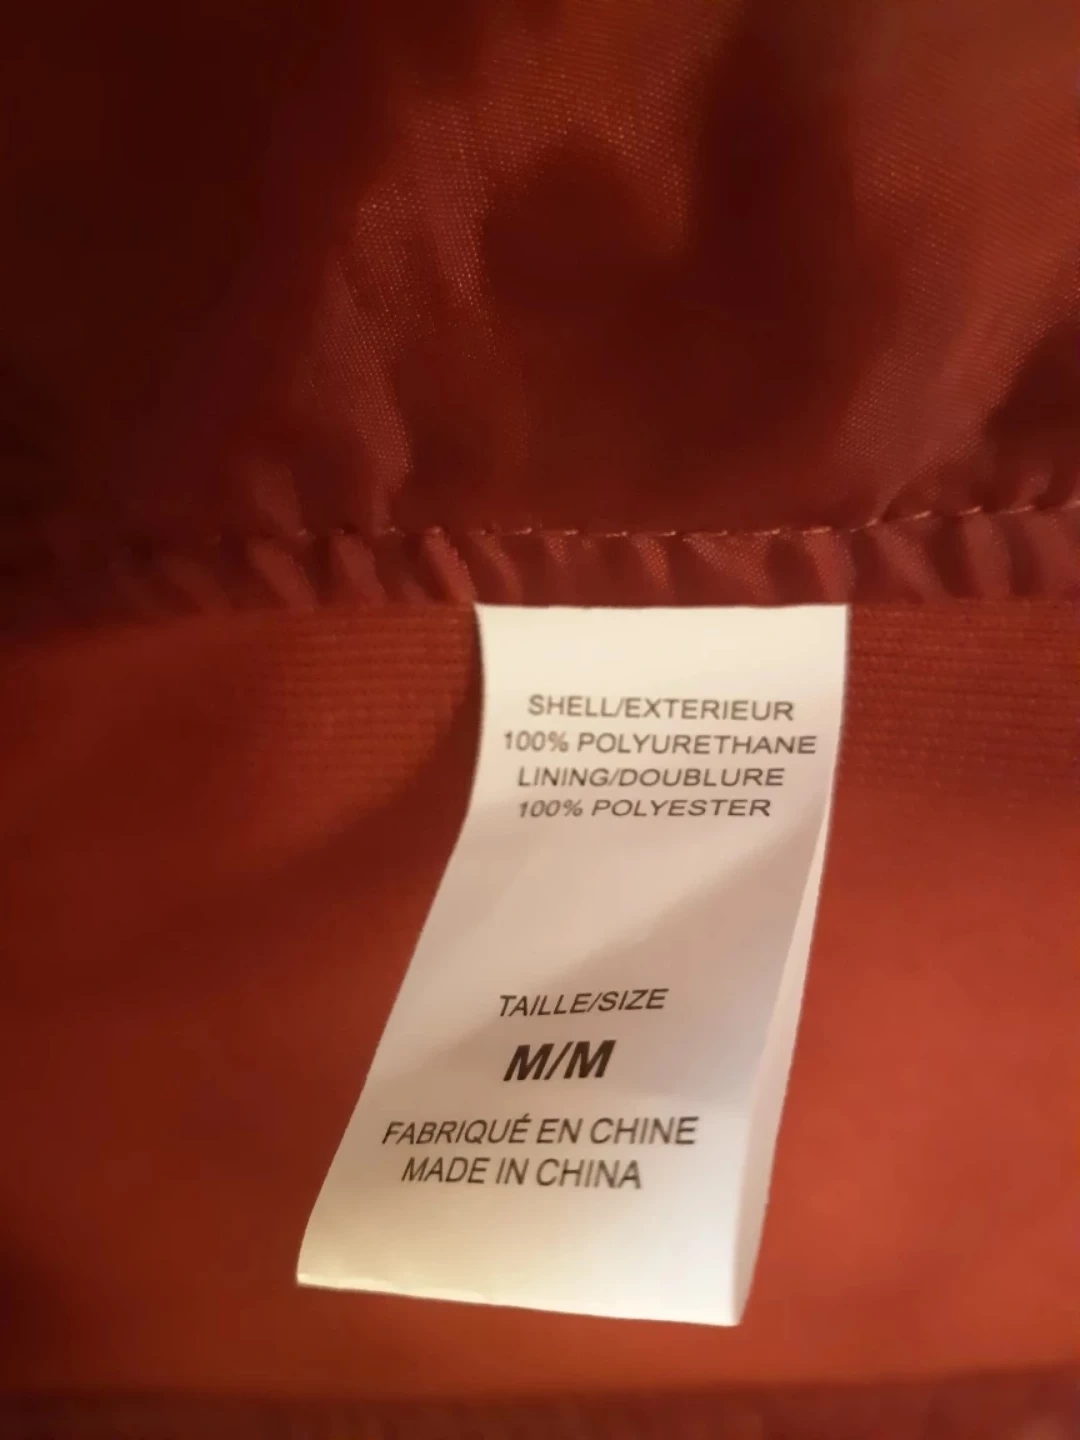 SHELL/EXTERIEUR
100% POLYURETHANE
LINING/DOUBLURE
100% POLYESTER
TAILLE/SIZE
M/M
FABRIQUÉ EN CHINE
MADE IN CHINA